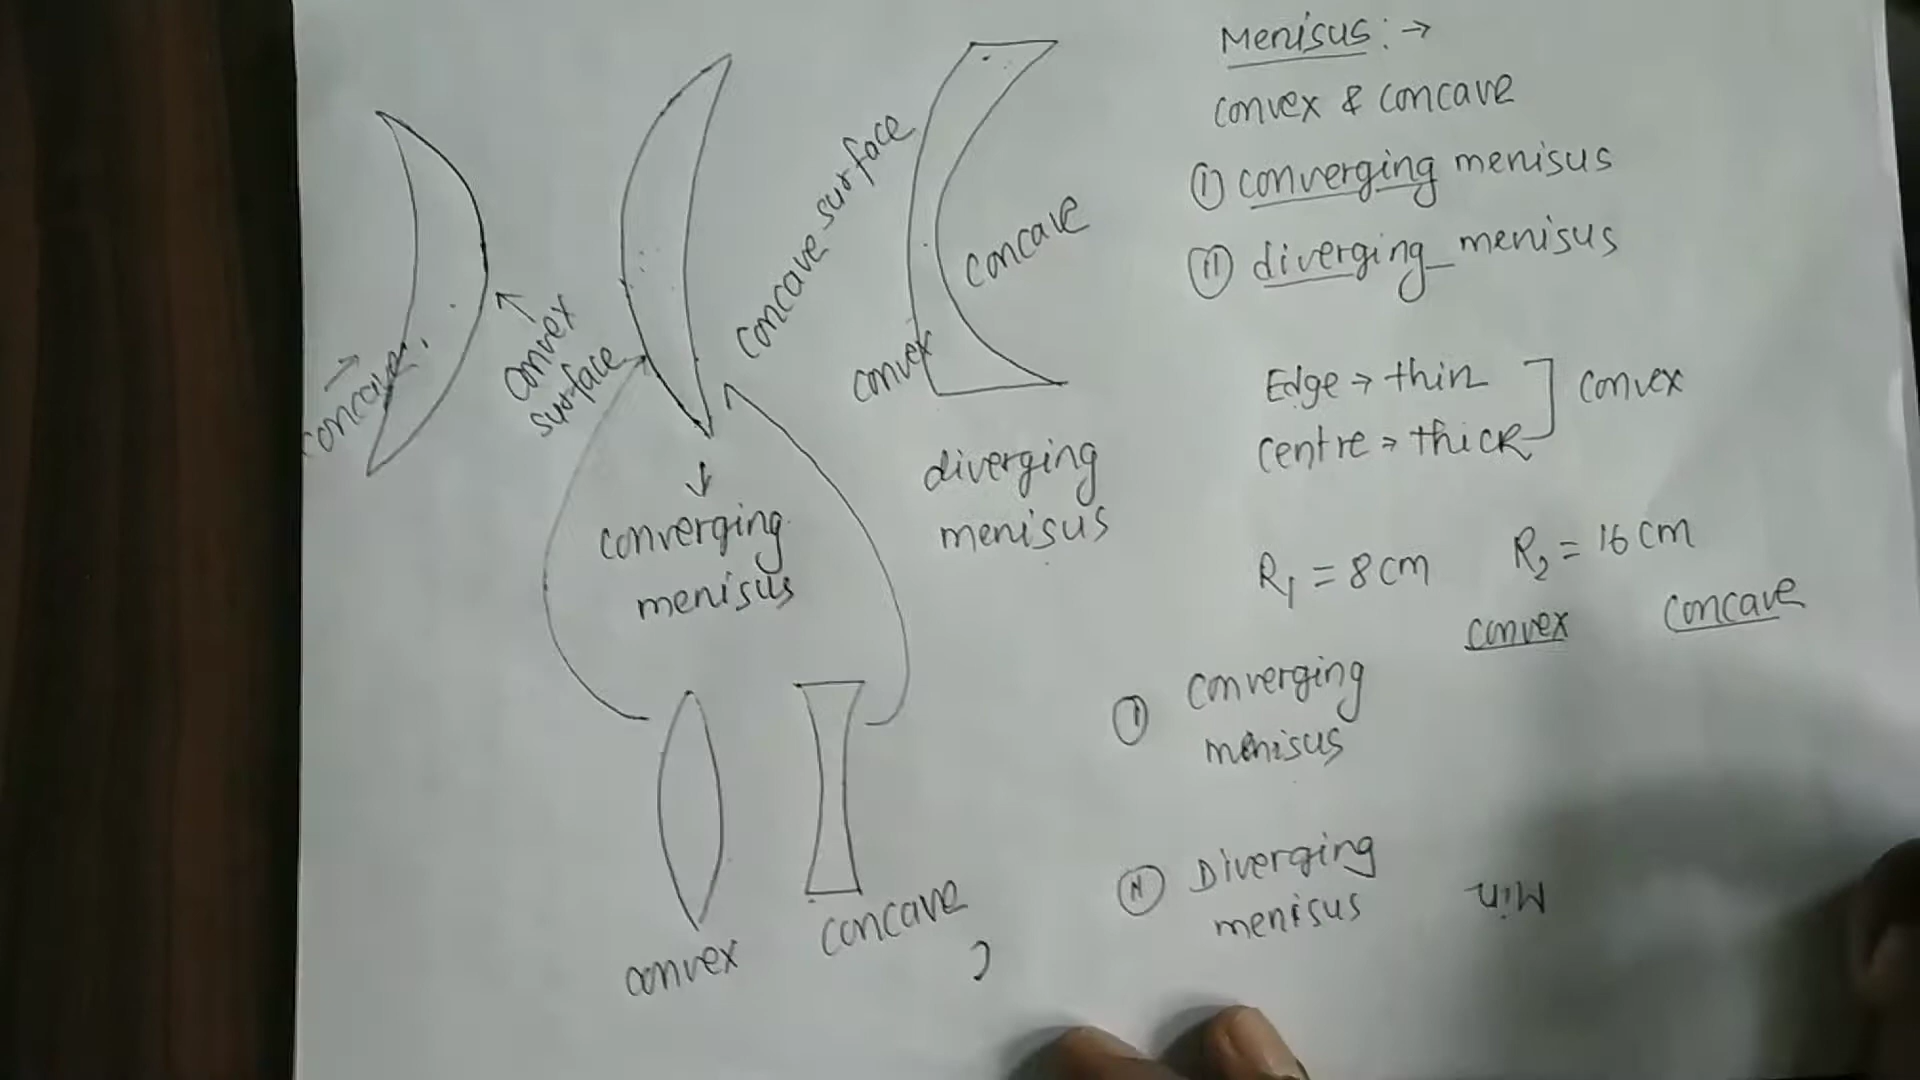 Menisus : →
convex & concave
(I) converging menisus
(II) diverging menisus
Edge → thin
centre → thick
convex
R₁ = 8 cm
R₂ = 16 cm
convex
concave
(I) converging
menisus
(II) Diverging
menisus
Min
concave
convex
surface
concave surface
converging
menisus
convex
concave
diverging
menisus
convex
concave